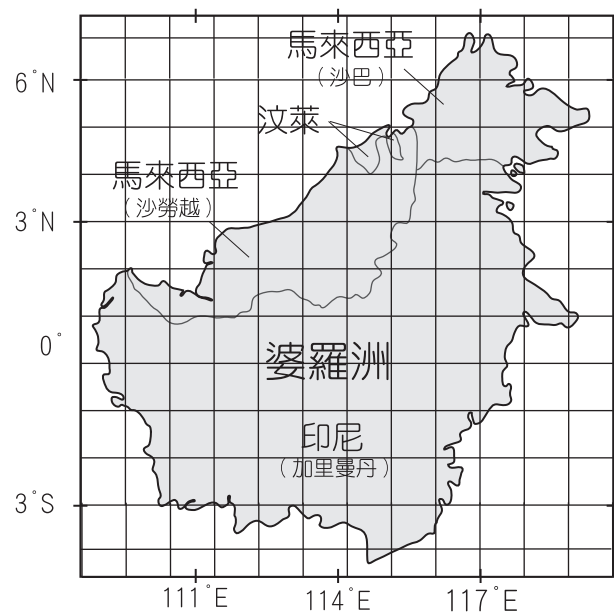 馬來西亞
(沙巴)
6°N
汶萊
馬來西亞
(沙勞越)
3°N
0°
婆羅洲
印尼
(加里曼丹)
3°S
111°E
114°E
117°E